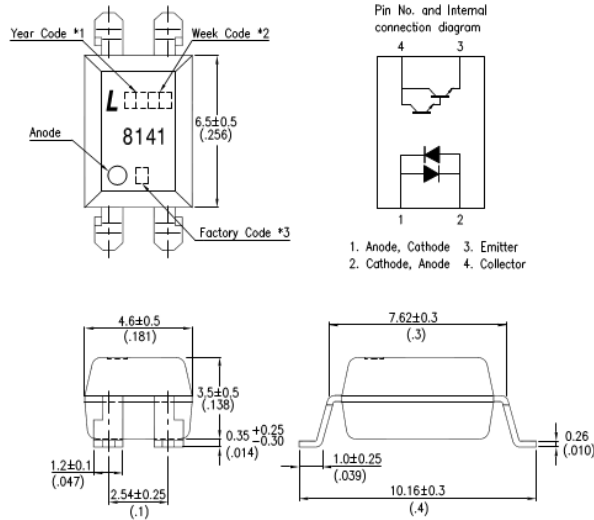 Year Code *1
Week Code *2
L
8141
Anode
Factory Code *3
6.5±0.5
(.256)
Pin No. and Internal
connection diagram
4 3
1 2
1. Anode, Cathode 3. Emitter
2. Cathode, Anode 4. Collector
4.6±0.5
(.181)
3.5±0.5
(.138)
0.35 +0.25
-0.30
(.014)
1.2±0.1
(.047)
2.54±0.25
(.1)
7.62±0.3
(.3)
0.26
(.010)
1.0±0.25
(.039)
10.16±0.3
(.4)